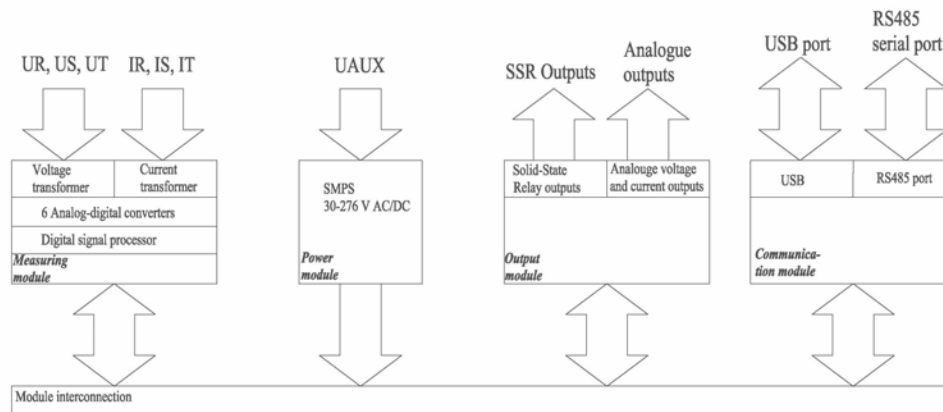 UR, US, UT
IR, IS, IT
UAUX
SSR Outputs
Analogue
outputs
USB port
RS485
serial port
Voltage
transformer
Current
transformer
6 Analog-digital converters
Digital signal processor
Measuring
module
SMPS
30-276 V AC/DC
Power
module
Solid-State
Relay outputs
Analouge voltage
and current outputs
Output
module
USB
RS485 port
Communica-
tion module
Module interconnection